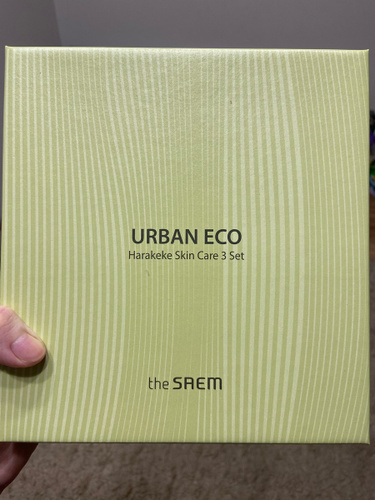 URBAN ECO
Harakeke Skin Care 3 Set
the SAEM